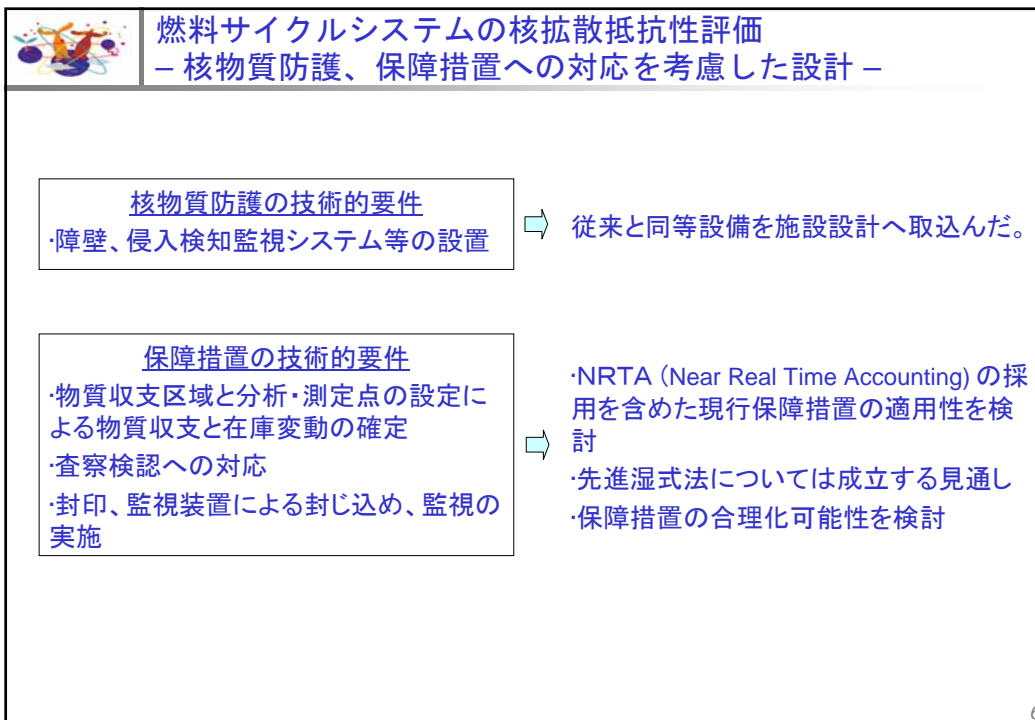 燃料サイクルシステムの核拡散抵抗性評価
– 核物質防護、保障措置への対応を考慮した設計 –
核物質防護の技術的要件
·障壁、侵入検知監視システム等の設置
従来と同等設備を施設設計へ取込んだ。
保障措置の技術的要件
·物質収支区域と分析・測定点の設定に
よる物質収支と在庫変動の確定
·査察検認への対応
·封印、監視装置による封じ込め、監視の
実施
·NRTA (Near Real Time Accounting) の採
用を含めた現行保障措置の適用性を検
討
·先進湿式法については成立する見通し
·保障措置の合理化可能性を検討
6